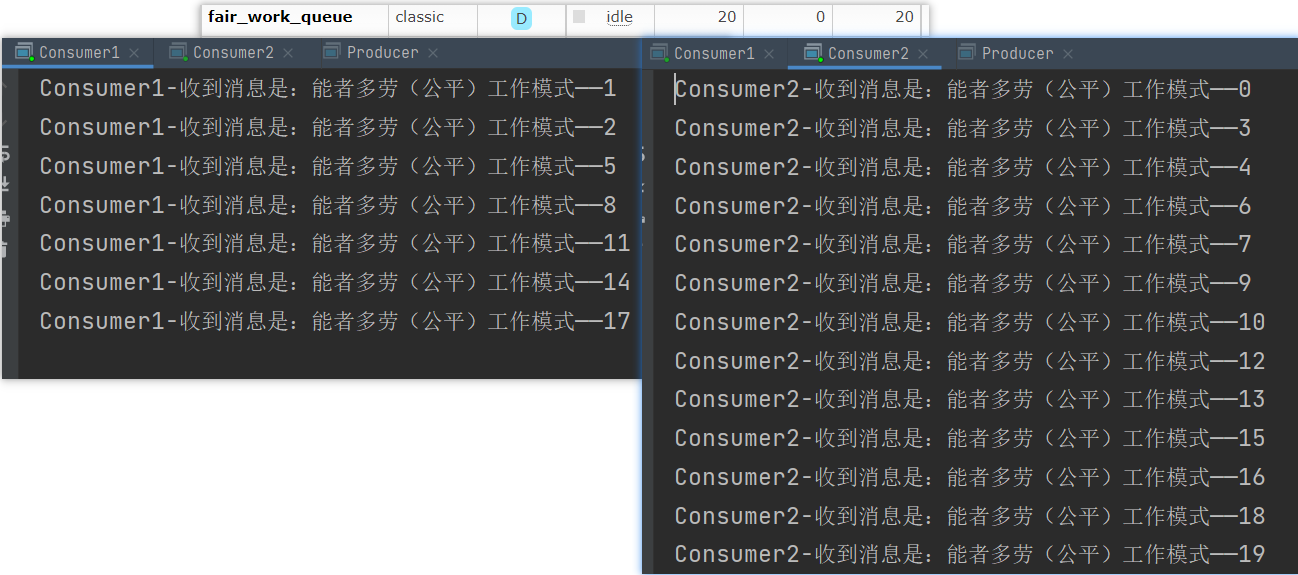 fair_work_queue classic D idle 20 0 20
Consumer1 Consumer2 Producer
Consumer1-收到消息是：能者多劳（公平）工作模式——1
Consumer1-收到消息是：能者多劳（公平）工作模式——2
Consumer1-收到消息是：能者多劳（公平）工作模式——5
Consumer1-收到消息是：能者多劳（公平）工作模式——8
Consumer1-收到消息是：能者多劳（公平）工作模式——11
Consumer1-收到消息是：能者多劳（公平）工作模式——14
Consumer1-收到消息是：能者多劳（公平）工作模式——17
Consumer1 Consumer2 Producer
Consumer2-收到消息是：能者多劳（公平）工作模式——0
Consumer2-收到消息是：能者多劳（公平）工作模式——3
Consumer2-收到消息是：能者多劳（公平）工作模式——4
Consumer2-收到消息是：能者多劳（公平）工作模式——6
Consumer2-收到消息是：能者多劳（公平）工作模式——7
Consumer2-收到消息是：能者多劳（公平）工作模式——9
Consumer2-收到消息是：能者多劳（公平）工作模式——10
Consumer2-收到消息是：能者多劳（公平）工作模式——12
Consumer2-收到消息是：能者多劳（公平）工作模式——13
Consumer2-收到消息是：能者多劳（公平）工作模式——15
Consumer2-收到消息是：能者多劳（公平）工作模式——16
Consumer2-收到消息是：能者多劳（公平）工作模式——18
Consumer2-收到消息是：能者多劳（公平）工作模式——19